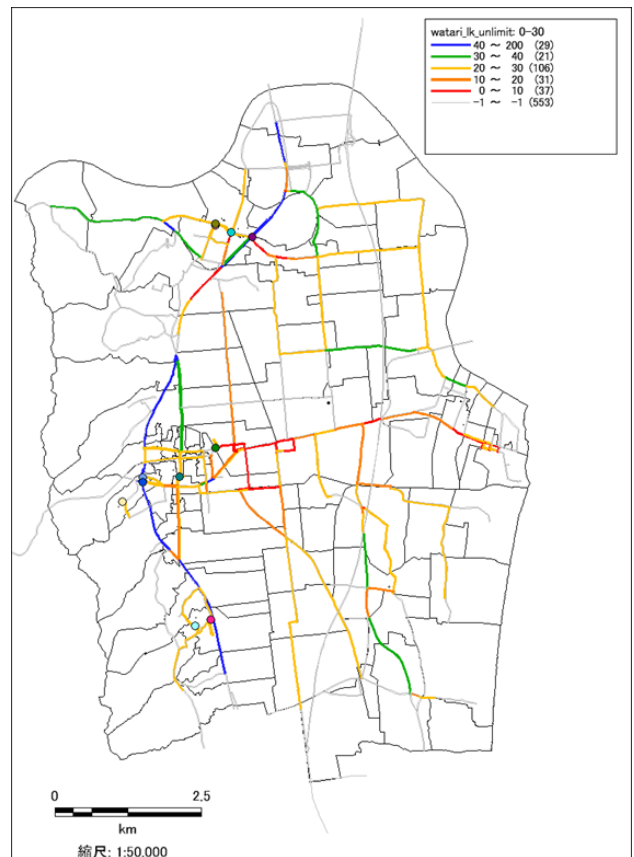 watari_lk_unlimit: 0-30
40 ～ 200 (29)
30 ～ 40 (21)
20 ～ 30 (106)
10 ～ 20 (31)
0 ～ 10 (37)
-1 ～ -1 (553)
0 2.5
km
縮尺: 1:50,000